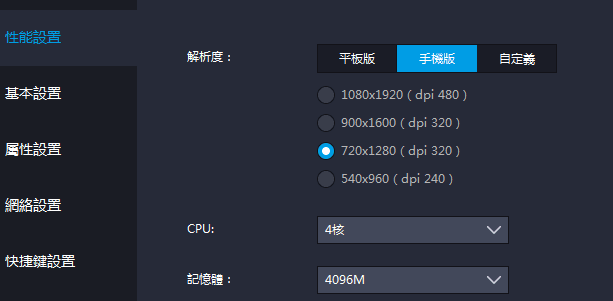 性能設置
基本設置
屬性設置
網絡設置
快捷鍵設置
解析度：
平板版
手機版
自定義
1080x1920 ( dpi 480 )
900x1600 ( dpi 320 )
720x1280 ( dpi 320 )
540x960 ( dpi 240 )
CPU:
4核
記憶體：
4096M